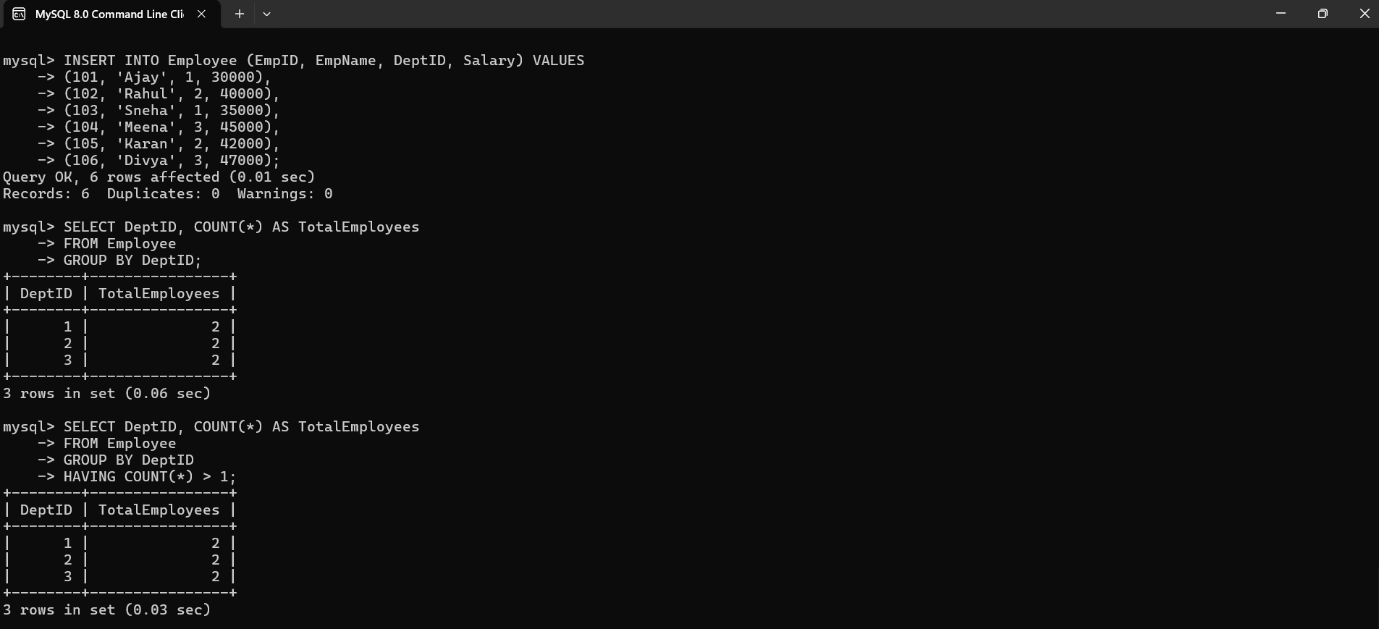 MySQL 8.0 Command Line Cli
mysql> INSERT INTO Employee (EmpID, EmpName, DeptID, Salary) VALUES
    -> (101, 'Ajay', 1, 30000),
    -> (102, 'Rahul', 2, 40000),
    -> (103, 'Sneha', 1, 35000),
    -> (104, 'Meena', 3, 45000),
    -> (105, 'Karan', 2, 42000),
    -> (106, 'Divya', 3, 47000);
Query OK, 6 rows affected (0.01 sec)
Records: 6  Duplicates: 0  Warnings: 0
mysql> SELECT DeptID, COUNT(*) AS TotalEmployees
    -> FROM Employee
    -> GROUP BY DeptID;
+--------+----------------+
| DeptID | TotalEmployees |
+--------+----------------+
|      1 |              2 |
|      2 |              2 |
|      3 |              2 |
+--------+----------------+
3 rows in set (0.06 sec)
mysql> SELECT DeptID, COUNT(*) AS TotalEmployees
    -> FROM Employee
    -> GROUP BY DeptID
    -> HAVING COUNT(*) > 1;
+--------+----------------+
| DeptID | TotalEmployees |
+--------+----------------+
|      1 |              2 |
|      2 |              2 |
|      3 |              2 |
+--------+----------------+
3 rows in set (0.03 sec)